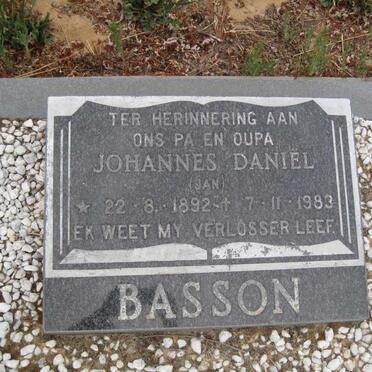 TER HERINNERING AAN
ONS PA EN OUPA
JOHANNES DANIËL
(JAN)
* 22 - 8 - 1892 - † 7 - 11 - 1983
EK WEET MY VERLOSSER LEEF.
BASSON